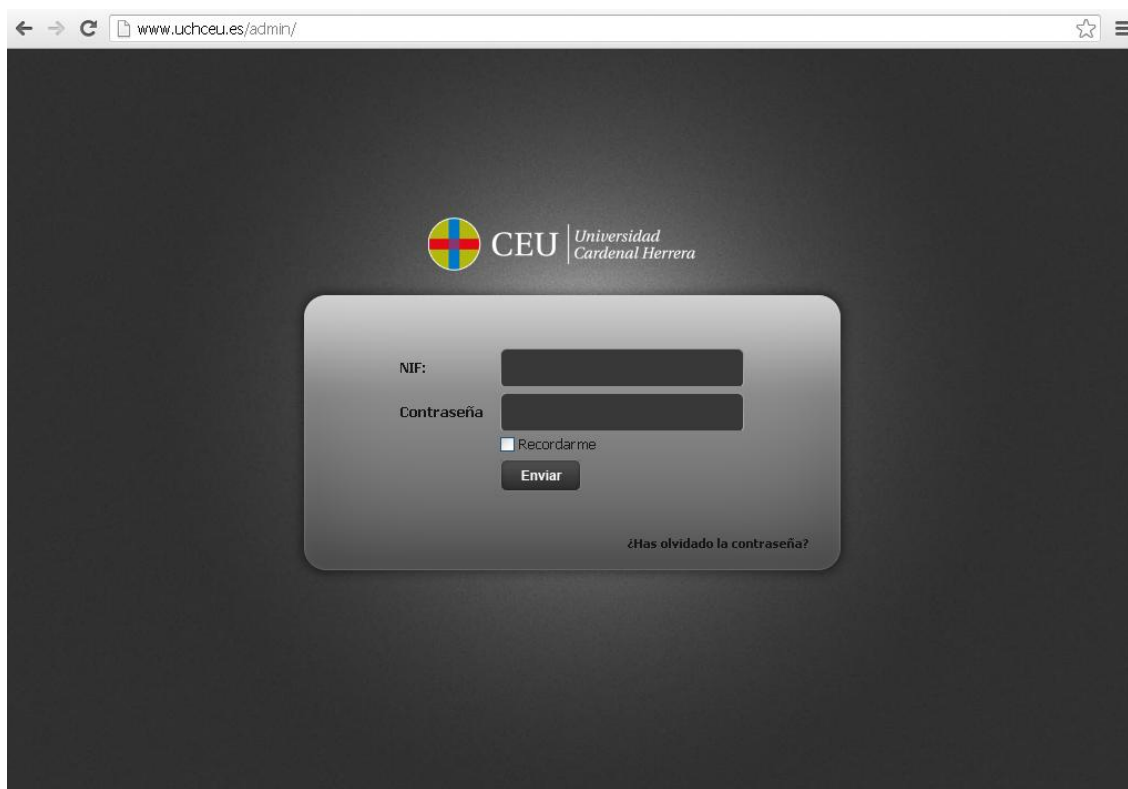 www.uchceu.es/admin/
CEU Universidad
Cardenal Herrera
NIF:
Contraseña
Recordarme
Enviar
¿Has olvidado la contraseña?